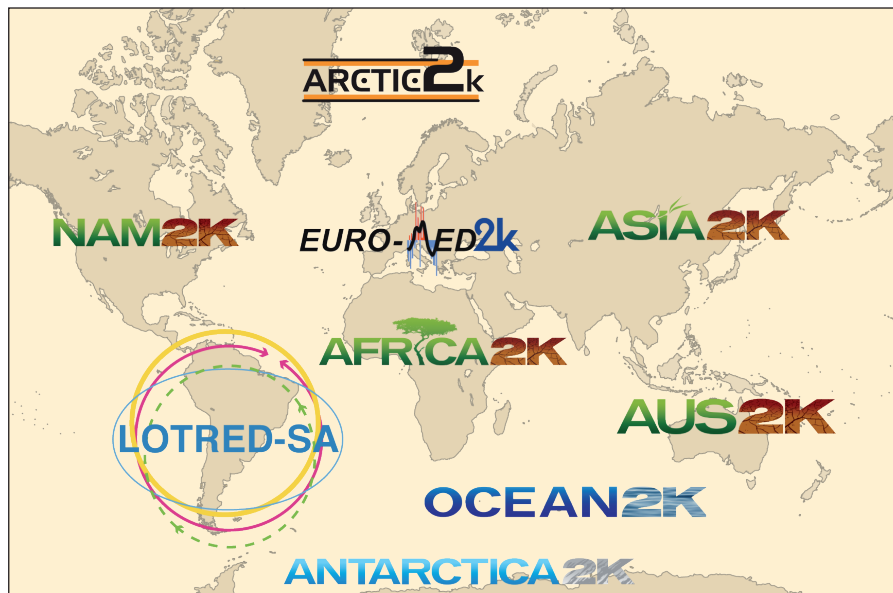 ARCTIC2k
NAM2K
EURO-MED2k
ASIA2K
AFRICA2K
AUS2K
LOTRED-SA
OCEAN2K
ANTARCTICA2K